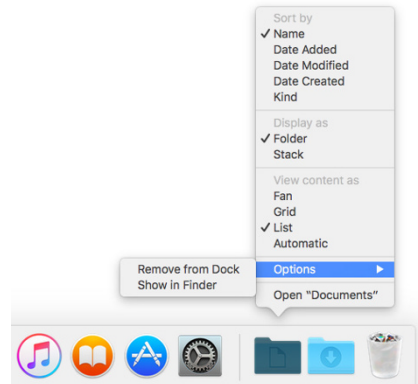 Sort by
✓ Name
Date Added
Date Modified
Date Created
Kind
Display as
✓ Folder
Stack
View content as
Fan
Grid
✓ List
Automatic
Options
Remove from Dock
Show in Finder
Open “Documents”